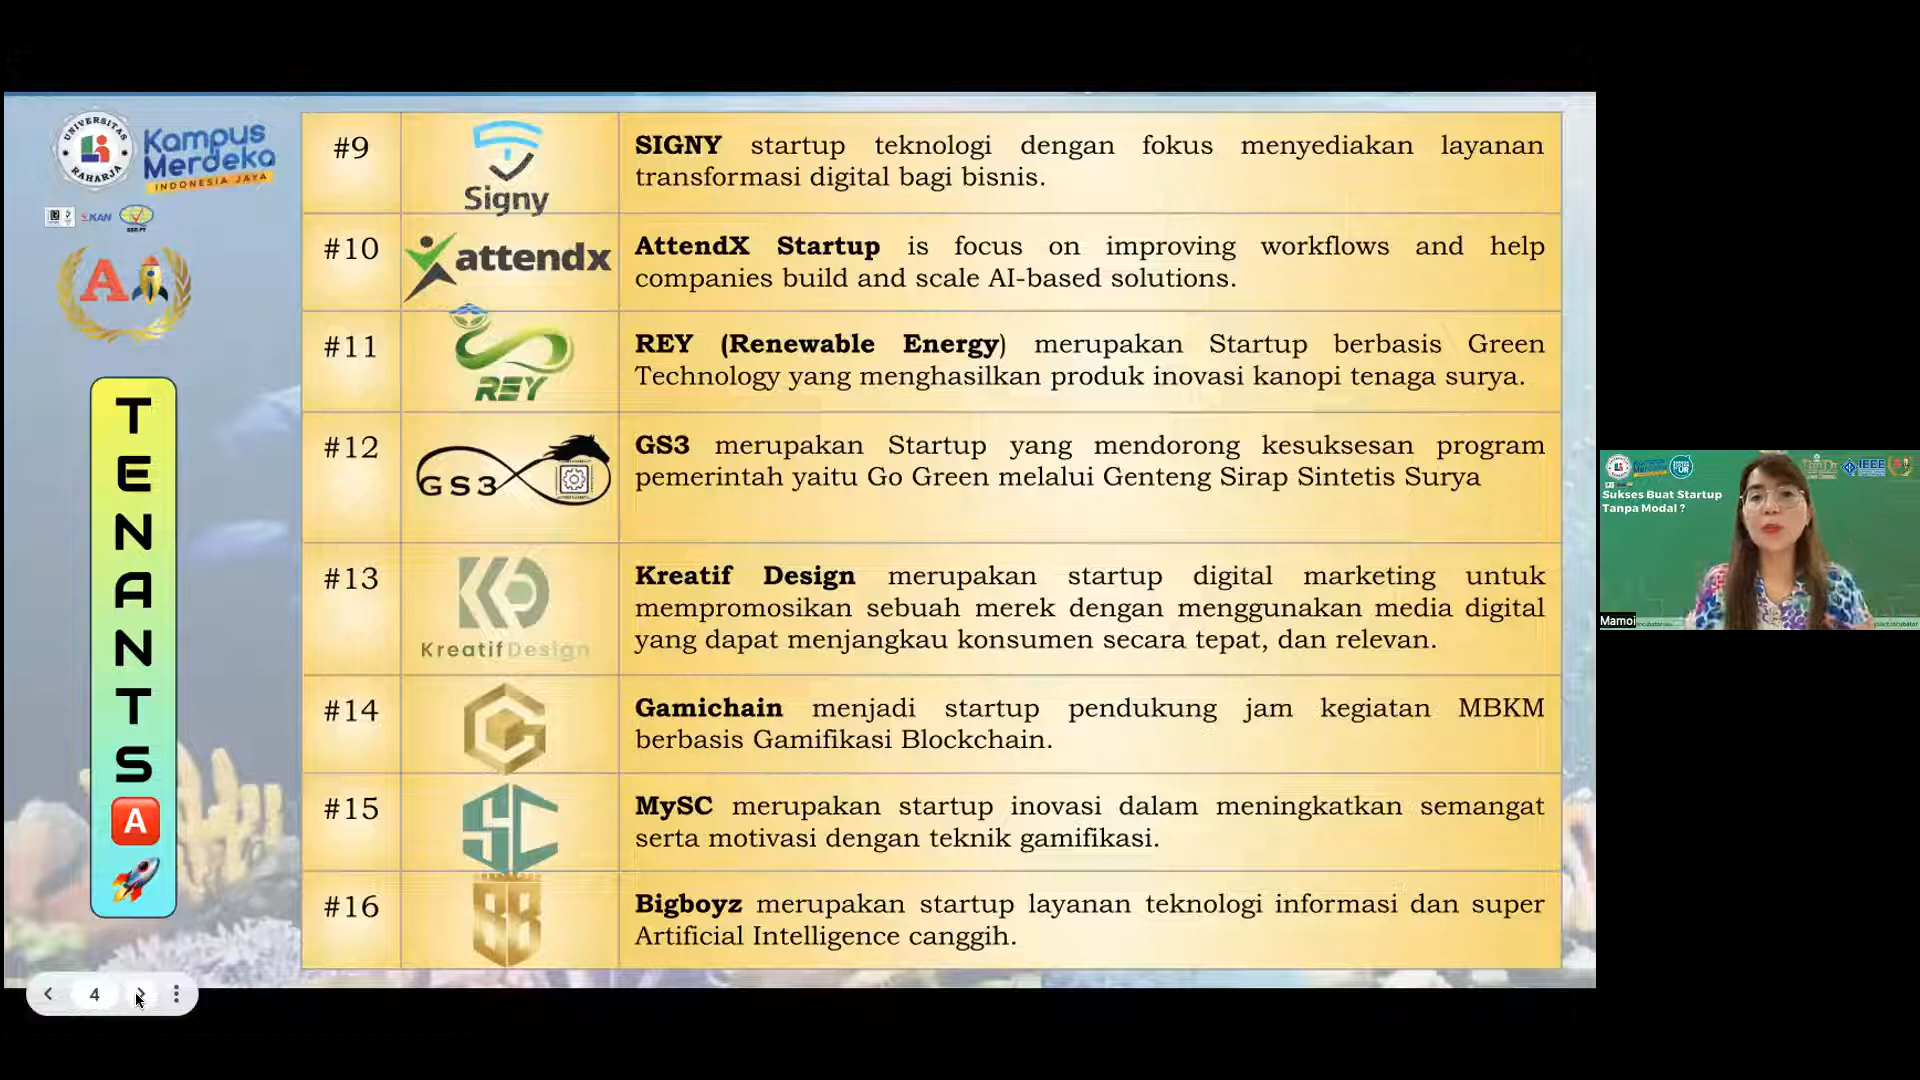 UNIVERSITAS
RAHARJA
Kampus
Merdeka
INDONESIA JAYA
KAN
A
T
E
N
A
N
T
S
A
#9
Signy
SIGNY startup teknologi dengan fokus menyediakan layanan
transformasi digital bagi bisnis.
#10
attendx
AttendX Startup is focus on improving workflows and help
companies build and scale AI-based solutions.
#11
REY
REY (Renewable Energy) merupakan Startup berbasis Green
Technology yang menghasilkan produk inovasi kanopi tenaga surya.
#12
GS3
GS3 merupakan Startup yang mendorong kesuksesan program
pemerintah yaitu Go Green melalui Genteng Sirap Sintetis Surya
#13
KD
KreatifDesign
Kreatif Design merupakan startup digital marketing untuk
mempromosikan sebuah merek dengan menggunakan media digital
yang dapat menjangkau konsumen secara tepat, dan relevan.
#14
G
Gamichain menjadi startup pendukung jam kegiatan MBKM
berbasis Gamifikasi Blockchain.
#15
SC
MySC merupakan startup inovasi dalam meningkatkan semangat
serta motivasi dengan teknik gamifikasi.
#16
BB
Bigboyz merupakan startup layanan teknologi informasi dan super
Artificial Intelligence canggih.
4
IEEE
Sukses Buat Startup
Tanpa Modal ?
Mamoi